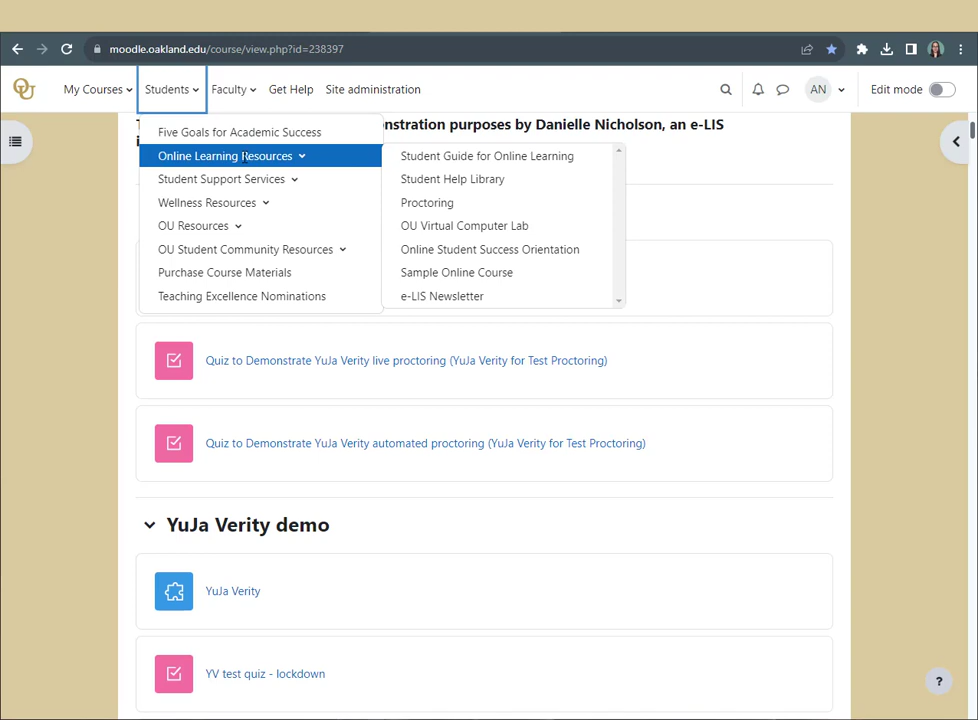 moodle.oakland.edu/course/view.php?id=238397
OU
My Courses
Students
Faculty
Get Help
Site administration
AN
Edit mode
nstration purposes by Danielle Nicholson, an e-LIS
Five Goals for Academic Success
Online Learning Resources
Student Support Services
Wellness Resources
OU Resources
OU Student Community Resources
Purchase Course Materials
Teaching Excellence Nominations
Student Guide for Online Learning
Student Help Library
Proctoring
OU Virtual Computer Lab
Online Student Success Orientation
Sample Online Course
e-LIS Newsletter
Quiz to Demonstrate YuJa Verity live proctoring (YuJa Verity for Test Proctoring)
Quiz to Demonstrate YuJa Verity automated proctoring (YuJa Verity for Test Proctoring)
YuJa Verity demo
YuJa Verity
YV test quiz - lockdown
?